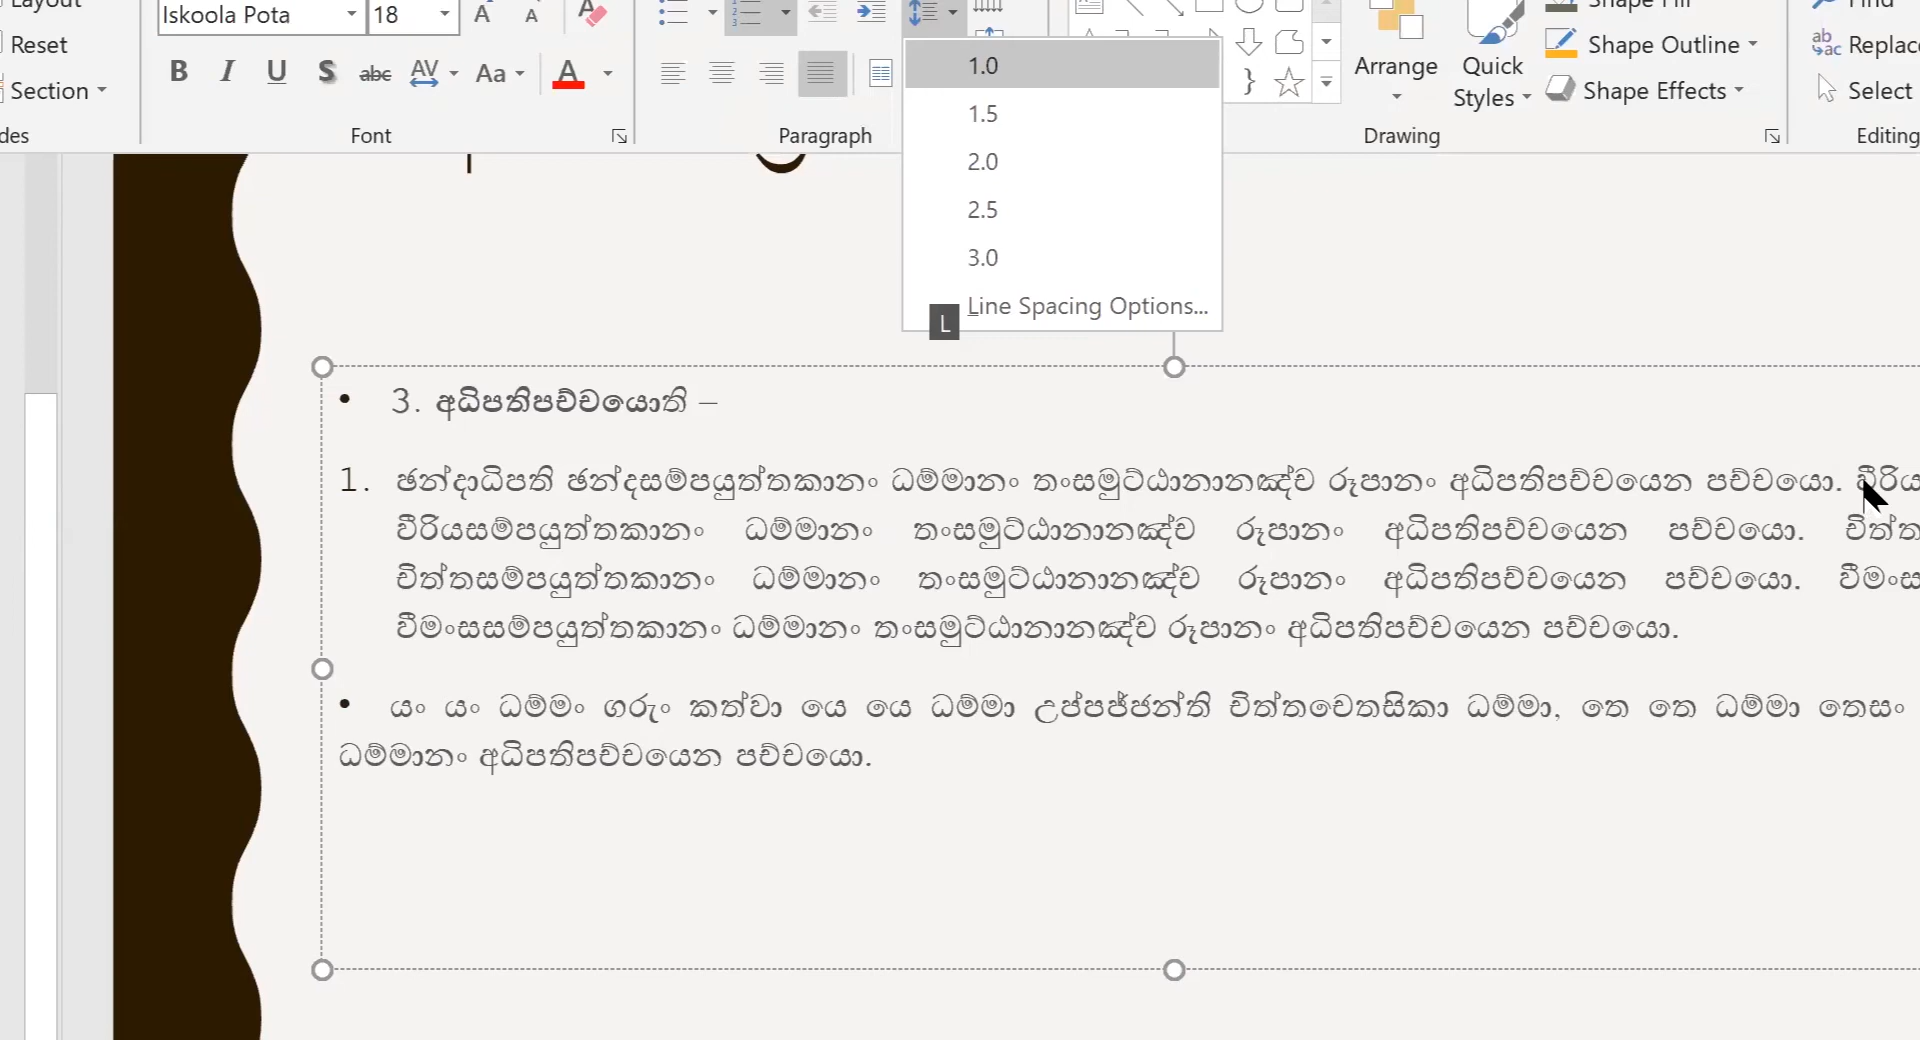 Layout
Iskoola Pota 18 A A Find
Reset B I U S abc AV Aa A 1.0 Arrange Quick Styles Shape Outline Replace
Section 1.5 Shape Effects Select
Font Paragraph Drawing Editing
2.0
2.5
3.0
Line Spacing Options...
L
• 3. අධිපතිපච්චයොති –
1. ඡන්දාධිපති ඡන්දසම්පයුත්තකානං ධම්මානං තංසමුට්ඨානානඤ්ච රූපානං අධිපතිපච්චයෙන පච්චයො.
වීරියසම්පයුත්තකානං ධම්මානං තංසමුට්ඨානානඤ්ච රූපානං අධිපතිපච්චයෙන පච්චයො. චිත්ත
චිත්තසම්පයුත්තකානං ධම්මානං තංසමුට්ඨානානඤ්ච රූපානං අධිපතිපච්චයෙන පච්චයො. වීමංස
වීමංසසම්පයුත්තකානං ධම්මානං තංසමුට්ඨානානඤ්ච රූපානං අධිපතිපච්චයෙන පච්චයො.
• යං යං ධම්මං ගරුං කත්වා යෙ යෙ ධම්මා උප්පජ්ජන්ති චිත්තචෙතසිකා ධම්මා, තෙ තෙ ධම්මා තෙසං
ධම්මානං අධිපතිපච්චයෙන පච්චයො.